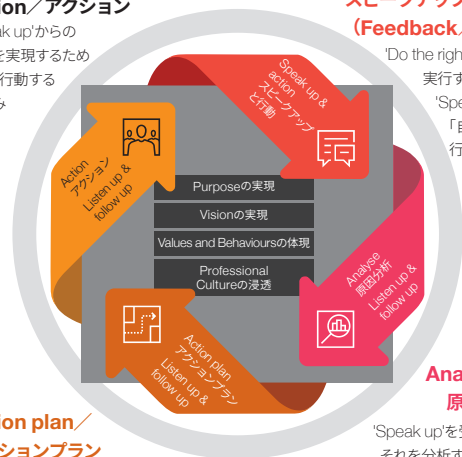 ion／アクション
ak up'からの
を実現するため
行動する
み
スピークアップ
（Feedback／
'Do the right
実行す
'Spe
「自
行
Speak up &
action
スピークアップ
と行動
Action
アクション
Listen up &
follow up
Purposeの実現
Visionの実現
Values and Behavioursの体現
Professional
Cultureの浸透
Analyse
原因分析
Listen up &
follow up
Action plan
アクションプラン
Listen up &
follow up
tion plan／
クションプラン
Ana
原
'Speak up'を受
それを分析す